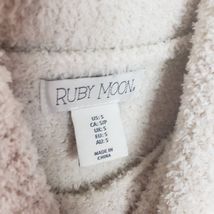 RUBY MOON.
US: S
CA: S/P
UK: S
EU: S
AU: S
MADE IN
CHINA